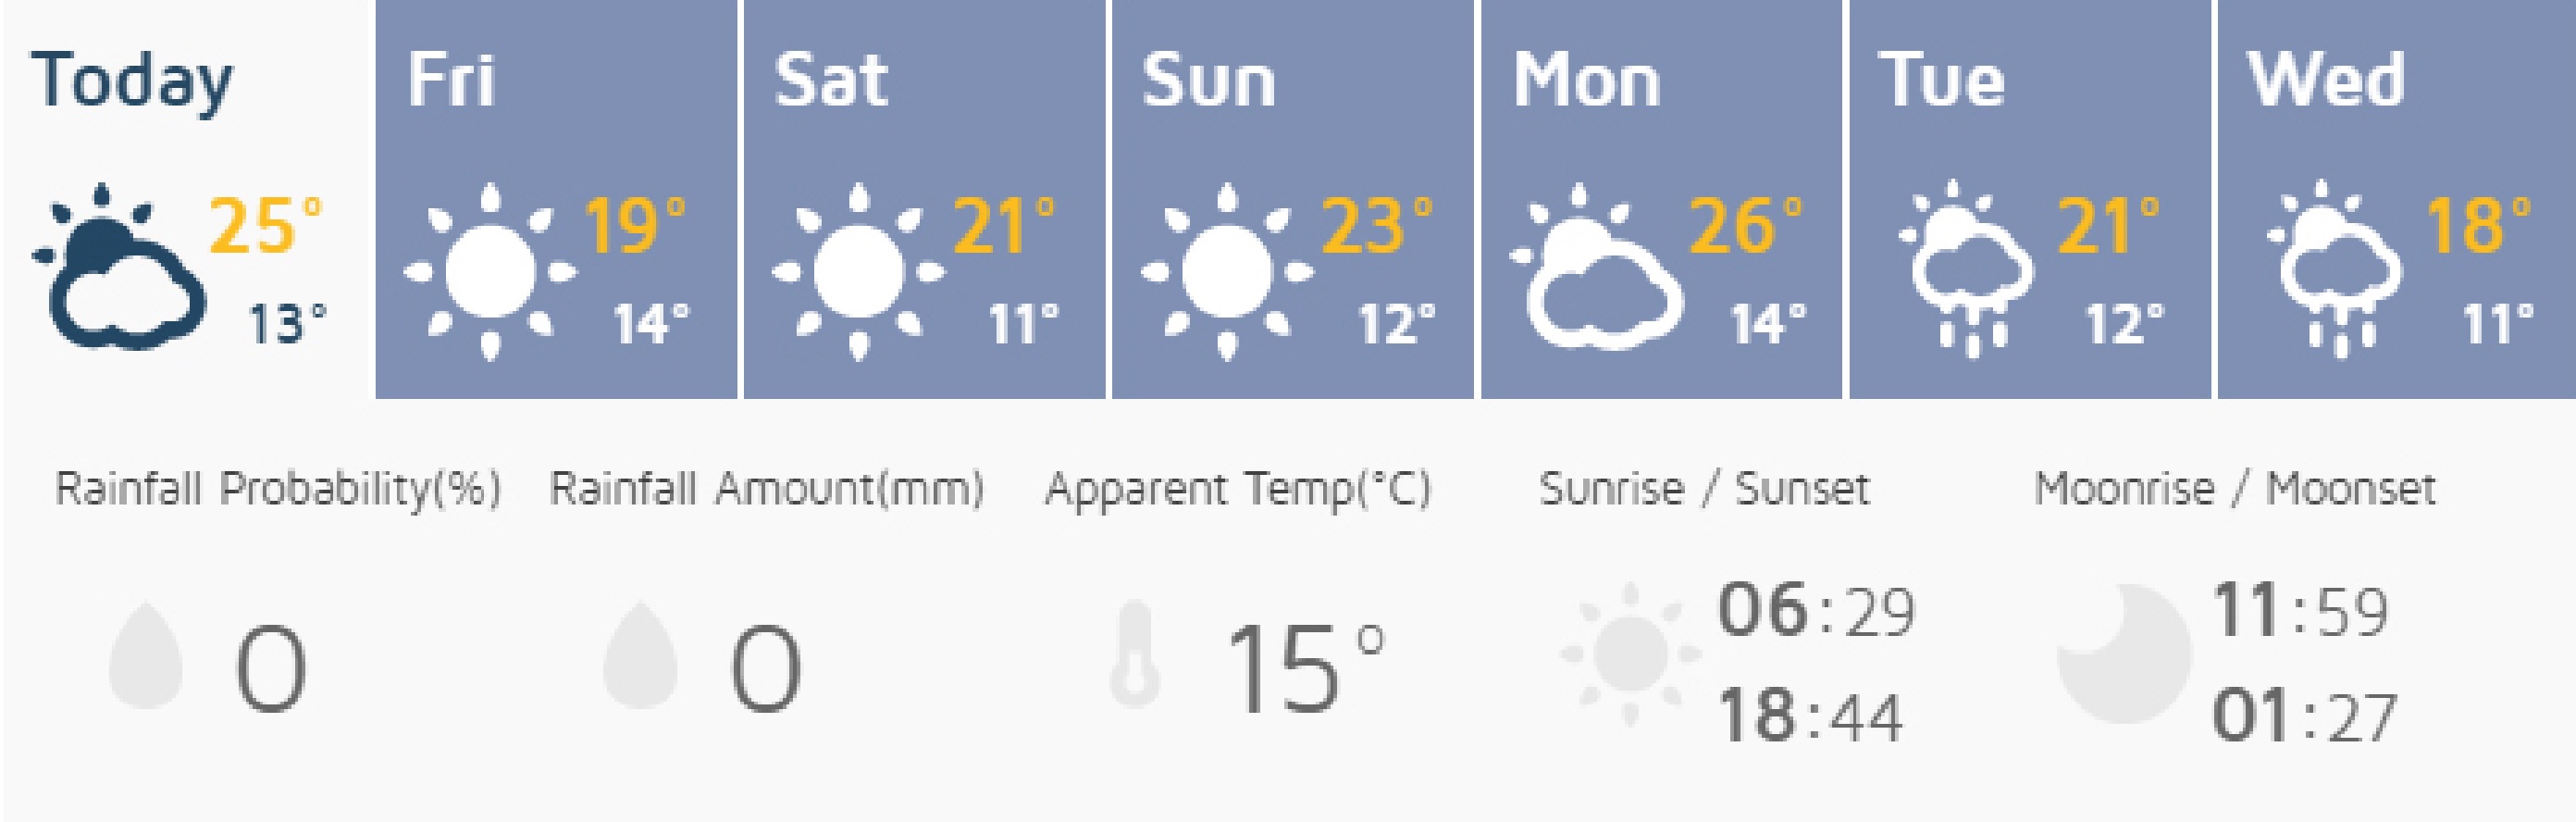 Today Fri Sat Sun Mon Tue Wed
25° 19° 21° 23° 26° 21° 18°
13° 14° 11° 12° 14° 12° 11°
Rainfall Probability(%) Rainfall Amount(mm) Apparent Temp(°C) Sunrise / Sunset Moonrise / Moonset
0 0 15° 06:29 11:59
18:44 01:27